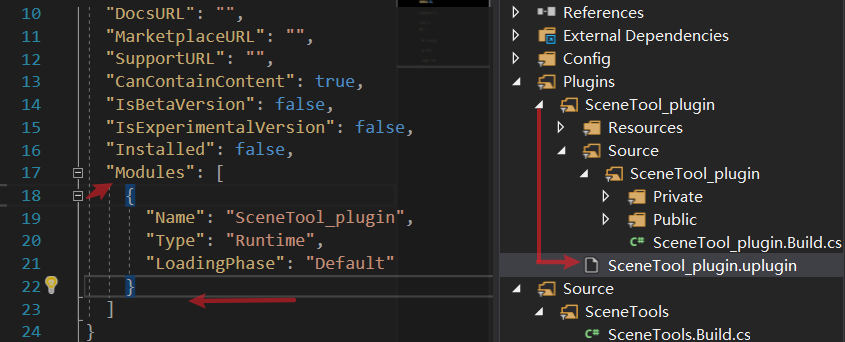 10 "DocsURL": "",
11 "MarketplaceURL": "",
12 "SupportURL": "",
13 "CanContainContent": true,
14 "IsBetaVersion": false,
15 "IsExperimentalVersion": false,
16 "Installed": false,
17 "Modules": [
18 {
19 "Name": "SceneTool_plugin",
20 "Type": "Runtime",
21 "LoadingPhase": "Default"
22 }
23 ]
24 }
References
External Dependencies
Config
Plugins
SceneTool_plugin
Resources
Source
SceneTool_plugin
Private
Public
C# SceneTool_plugin.Build.cs
SceneTool_plugin.uplugin
Source
SceneTools
C# SceneTools.Build.cs